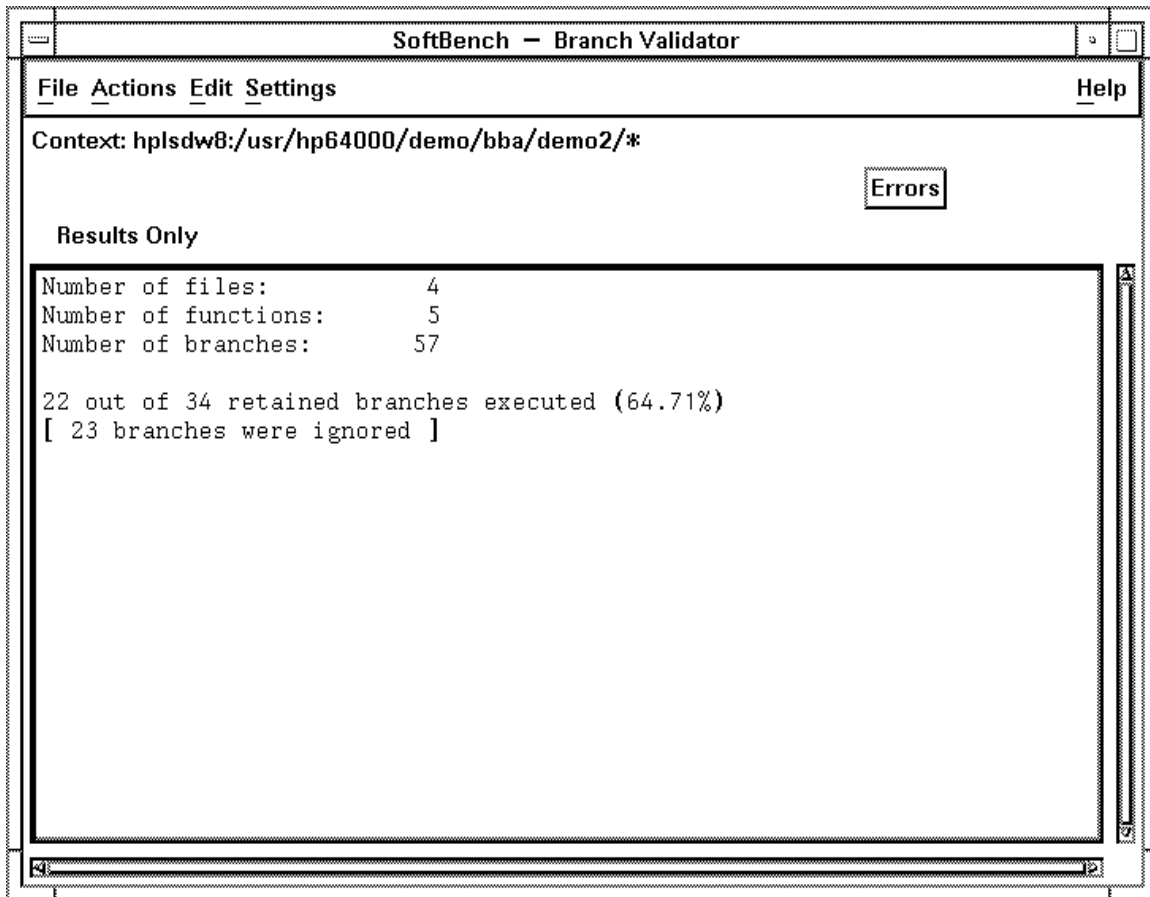 SoftBench — Branch Validator
File Actions Edit Settings Help
Context: hplsdw8:/usr/hp64000/demo/bba/demo2/*
Errors
Results Only
Number of files: 4
Number of functions: 5
Number of branches: 57
22 out of 34 retained branches executed (64.71%)
[ 23 branches were ignored ]